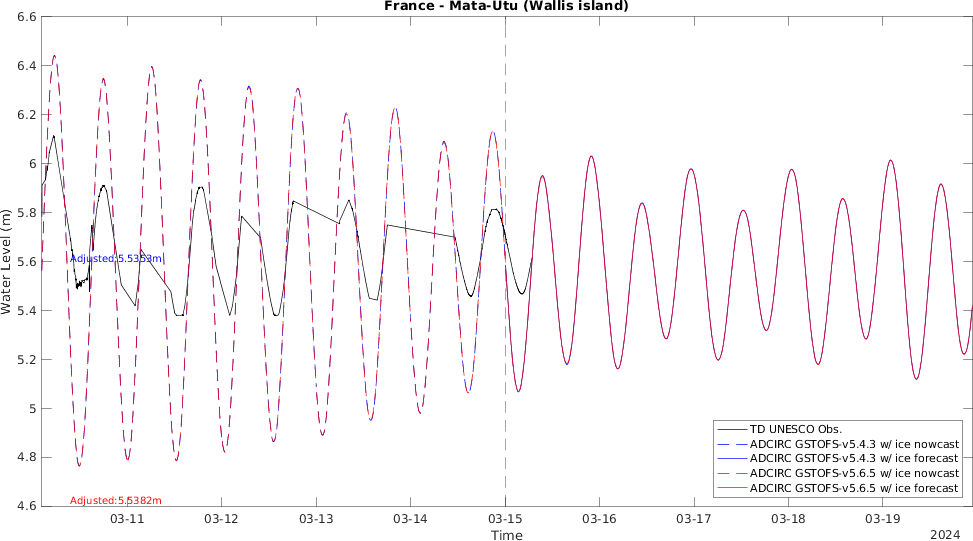 France - Mata-Utu (Wallis island)
6.6
6.4
6.2
6
5.8
5.6
5.4
5.2
5
4.8
4.6
Water Level (m)
Adjusted:5.5353m
Adjusted:5.5382m
TD UNESCO Obs.
ADCIRC GSTOFS-v5.4.3 w/ ice nowcast
ADCIRC GSTOFS-v5.4.3 w/ ice forecast
ADCIRC GSTOFS-v5.6.5 w/ ice nowcast
ADCIRC GSTOFS-v5.6.5 w/ ice forecast
03-11 03-12 03-13 03-14 03-15 03-16 03-17 03-18 03-19
Time
2024